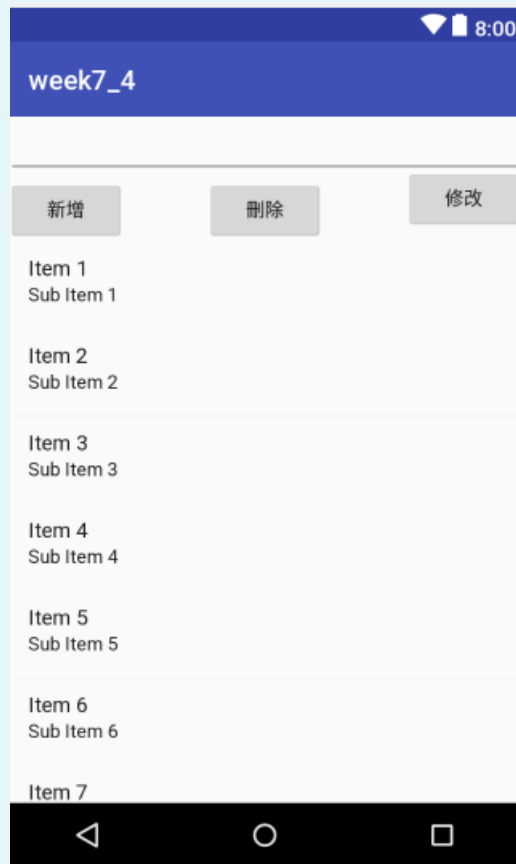 8:00
week7_4
新增
刪除
修改
Item 1
Sub Item 1
Item 2
Sub Item 2
Item 3
Sub Item 3
Item 4
Sub Item 4
Item 5
Sub Item 5
Item 6
Sub Item 6
Item 7